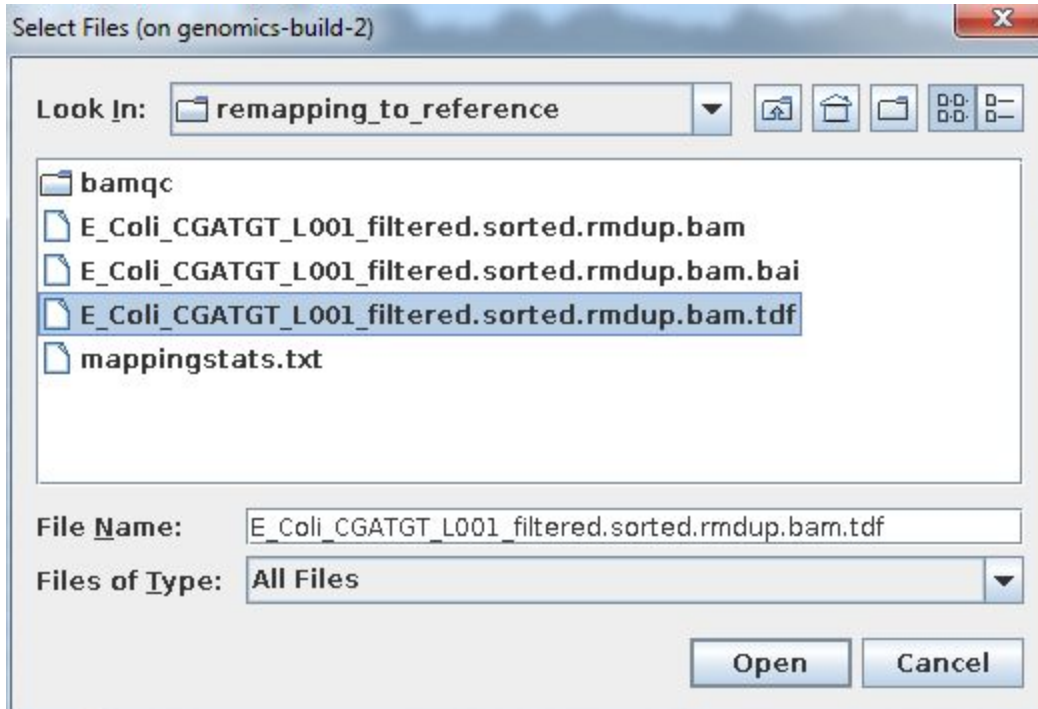 Select Files (on genomics-build-2)
Look In: remapping_to_reference
bamqc
E_Coli_CGATGT_L001_filtered.sorted.rmdup.bam
E_Coli_CGATGT_L001_filtered.sorted.rmdup.bam.bai
E_Coli_CGATGT_L001_filtered.sorted.rmdup.bam.tdf
mappingstats.txt
File Name: E_Coli_CGATGT_L001_filtered.sorted.rmdup.bam.tdf
Files of Type: All Files
Open Cancel